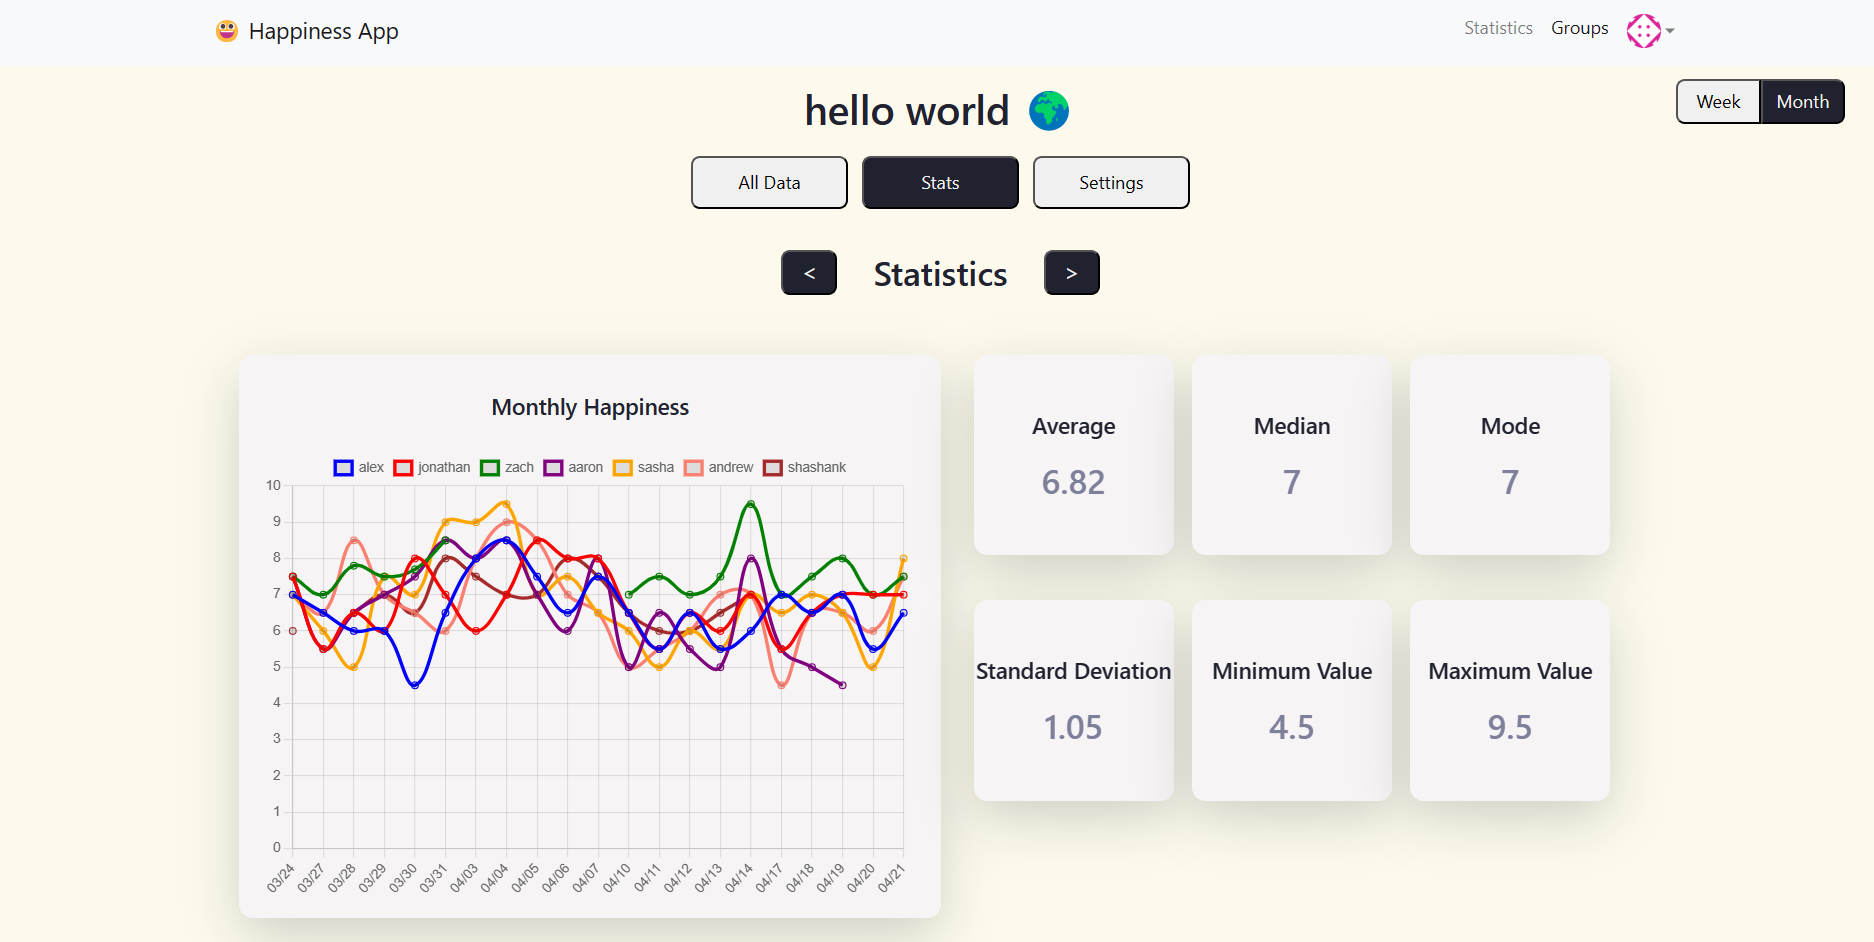 Happiness App
Statistics
Groups
hello world
Week
Month
All Data
Stats
Settings
<
Statistics
>
Monthly Happiness
alex jonathan zach aaron sasha andrew shashank
10
9
8
7
6
5
4
3
2
1
0
03/24 03/27 03/28 03/29 03/30 03/31 04/03 04/04 04/05 04/06 04/07 04/10 04/11 04/12 04/13 04/14 04/17 04/18 04/19 04/20 04/21
Average
6.82
Median
7
Mode
7
Standard Deviation
1.05
Minimum Value
4.5
Maximum Value
9.5